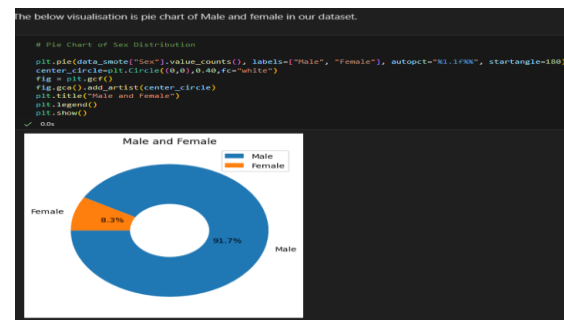 The below visualisation is pie chart of Male and female in our dataset.
# Pie Chart of Sex Distribution
plt.pie(data_smote["Sex"].value_counts(), labels=["Male", "Female"], autopct="%1.1f%%", startangle=180)
center_circle=plt.Circle((0,0),0.40,fc="white")
fig = plt.gcf()
fig.gca().add_artist(center_circle)
plt.title("Male and Female")
plt.legend()
plt.show()
✓ 0.0s
Male and Female
Male
Female
Female
8.3%
91.7%
Male